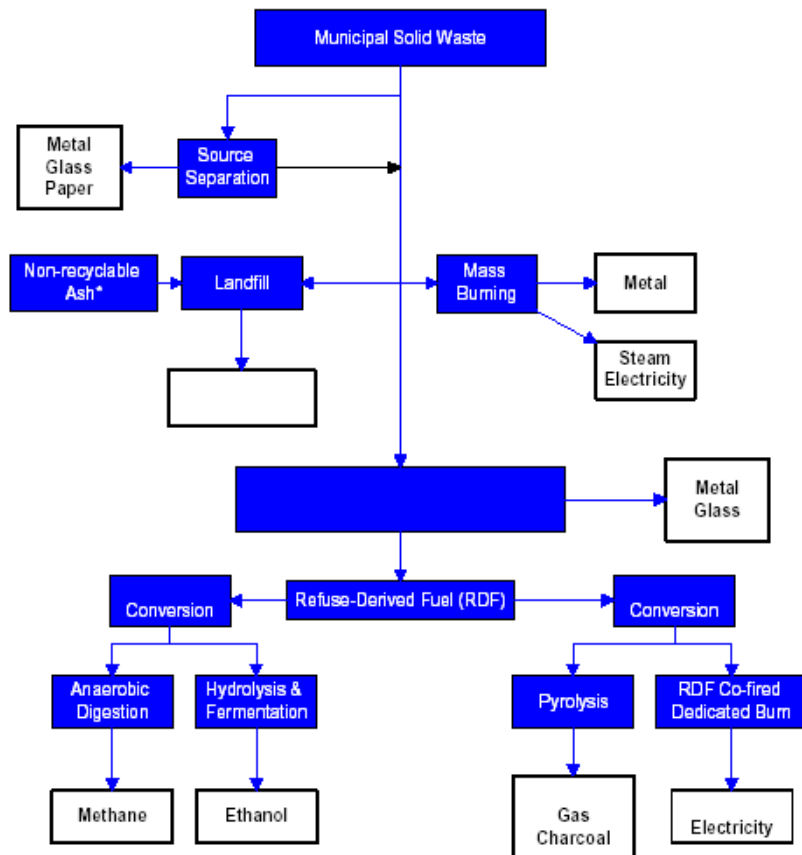 Municipal Solid Waste
Metal
Glass
Paper
Source
Separation
Non-recyclable
Ash*
Landfill
Mass
Burning
Metal
Steam
Electricity
Metal
Glass
Conversion
Refuse-Derived Fuel (RDF)
Conversion
Anaerobic
Digestion
Hydrolysis &
Fermentation
Pyrolysis
RDF Co-fired
Dedicated Burn
Methane
Ethanol
Gas
Charcoal
Electricity